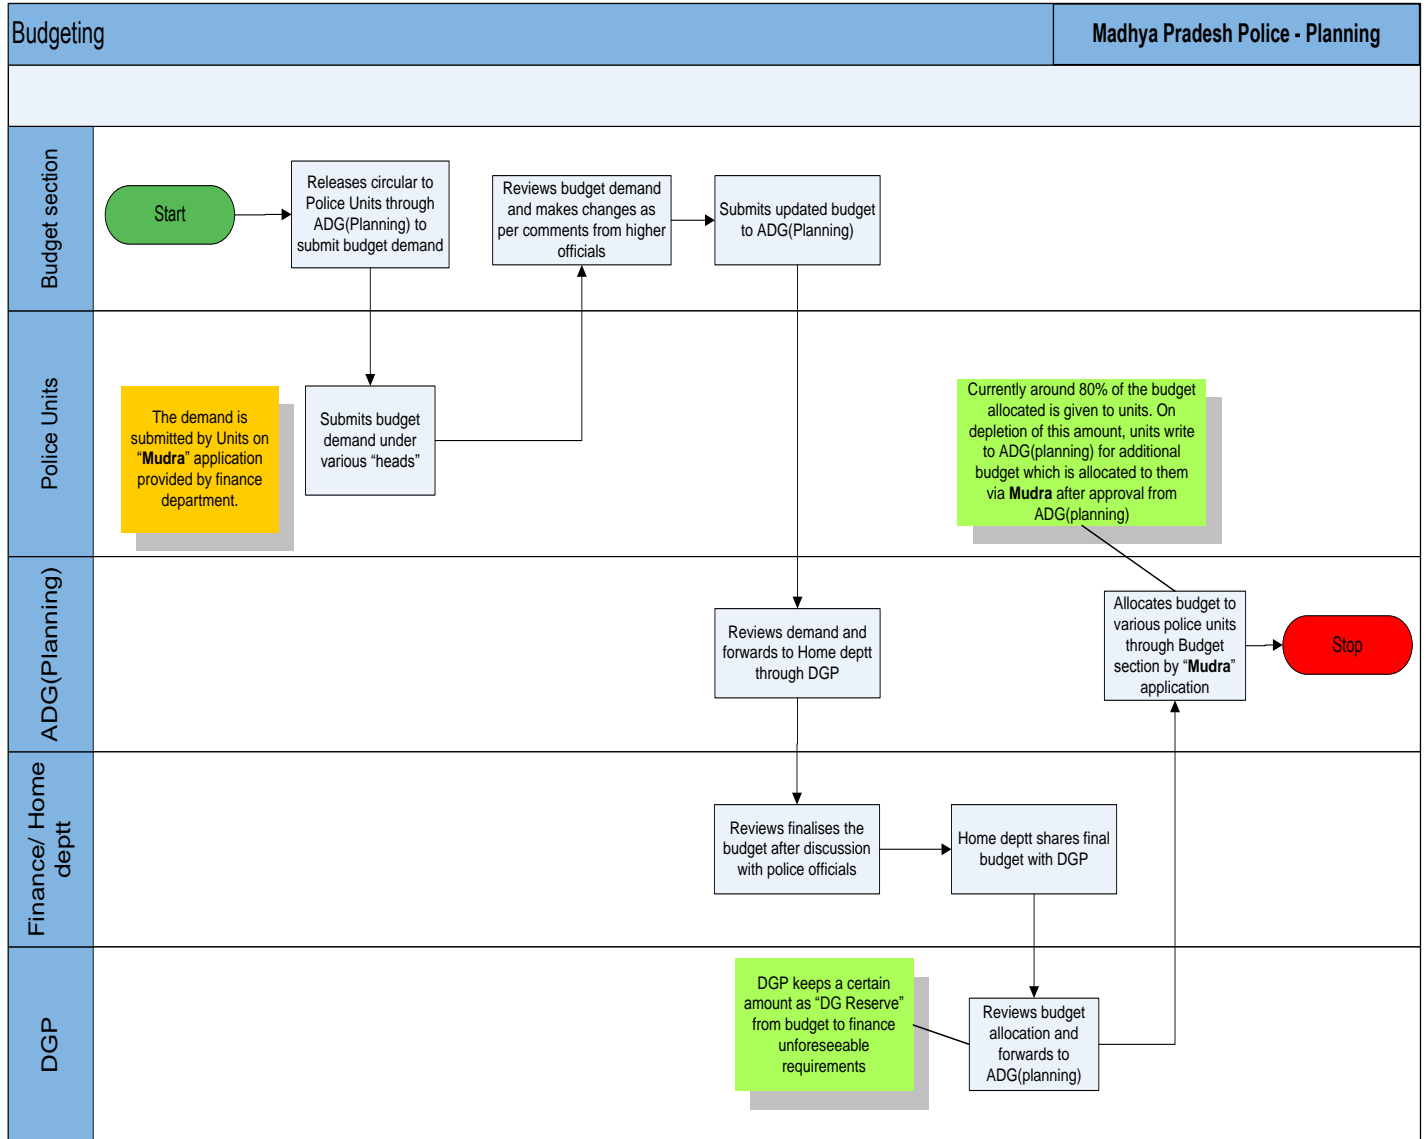 Budgeting
Madhya Pradesh Police - Planning
Budget section
Start
Releases circular to
Police Units through
ADG(Planning) to
submit budget demand
Reviews budget demand
and makes changes as
per comments from higher
officials
Submits updated budget
to ADG(Planning)
Police Units
The demand is
submitted by Units on
“Mudra” application
provided by finance
department.
Submits budget
demand under
various “heads”
Currently around 80% of the budget
allocated is given to units. On
depletion of this amount, units write
to ADG(planning) for additional
budget which is allocated to them
via Mudra after approval from
ADG(planning)
ADG(Planning)
Reviews demand and
forwards to Home deptt
through DGP
Allocates budget to
various police units
through Budget
section by “Mudra”
application
Stop
Finance/ Home
deptt
Reviews finalises the
budget after discussion
with police officials
Home deptt shares final
budget with DGP
DGP
DGP keeps a certain
amount as “DG Reserve”
from budget to finance
unforeseeable
requirements
Reviews budget
allocation and
forwards to
ADG(planning)